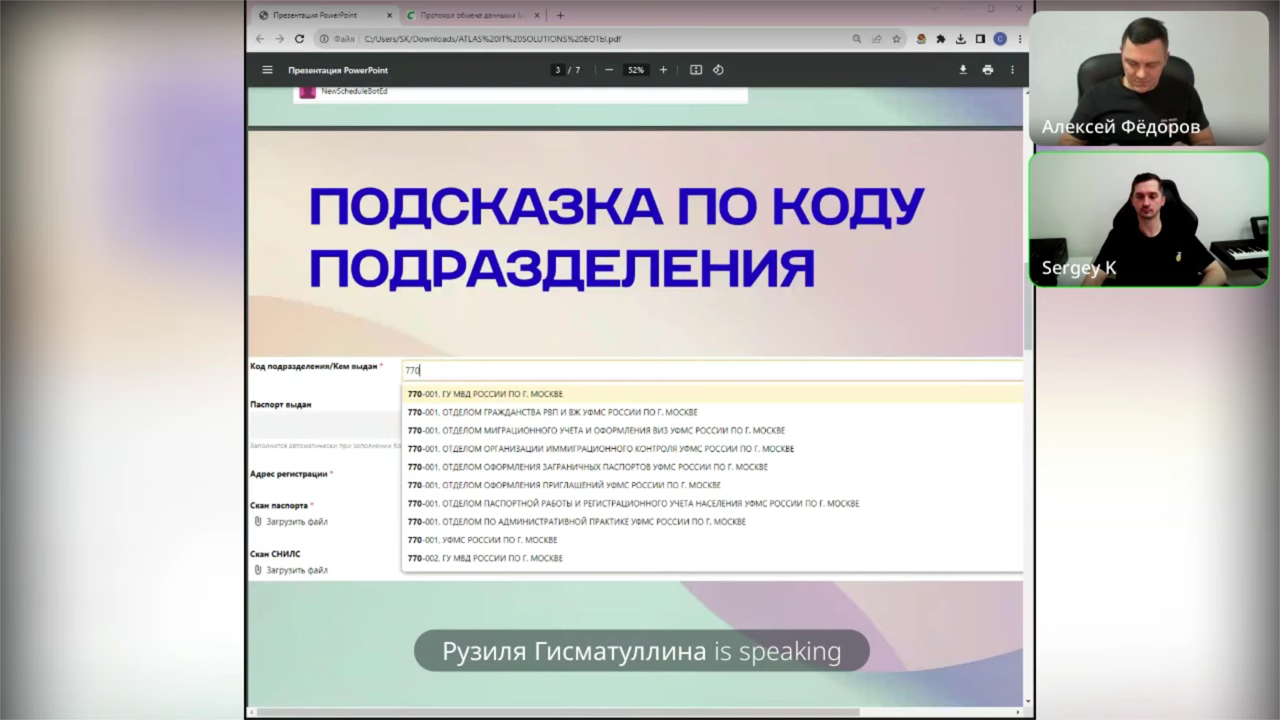 Презентация PowerPoint
Протокол обмена данными
Файл
C:/Users/SK/Downloads/ATLAS%20IT%20SOLUTIONS%20БОТЫ.pdf
С
Презентация PowerPoint
3 / 7
52%
NewScheduleBotEd
ПОДСКАЗКА ПО КОДУ
ПОДРАЗДЕЛЕНИЯ
Код подразделения/Кем выдан *
770
770-001, ГУ МВД РОССИИ ПО Г. МОСКВЕ
770-001, ОТДЕЛОМ ГРАЖДАНСТВА РВП И ВЖ УФМС РОССИИ ПО Г. МОСКВЕ
770-001, ОТДЕЛОМ МИГРАЦИОННОГО УЧЕТА И ОФОРМЛЕНИЯ ВИЗ УФМС РОССИИ ПО Г. МОСКВЕ
770-001, ОТДЕЛОМ ОРГАНИЗАЦИИ ИММИГРАЦИОННОГО КОНТРОЛЯ УФМС РОССИИ ПО Г. МОСКВЕ
770-001, ОТДЕЛОМ ОФОРМЛЕНИЯ ЗАГРАНИЧНЫХ ПАСПОРТОВ УФМС РОССИИ ПО Г. МОСКВЕ
770-001, ОТДЕЛОМ ОФОРМЛЕНИЯ ПРИГЛАШЕНИЙ УФМС РОССИИ ПО Г. МОСКВЕ
770-001, ОТДЕЛОМ ПАСПОРТНОЙ РАБОТЫ И РЕГИСТРАЦИОННОГО УЧЕТА НАСЕЛЕНИЯ УФМС РОССИИ ПО Г. МОСКВЕ
770-001, ОТДЕЛОМ ПО АДМИНИСТРАТИВНОЙ ПРАКТИКЕ УФМС РОССИИ ПО Г. МОСКВЕ
770-001, УФМС РОССИИ ПО Г. МОСКВЕ
770-002, ГУ МВД РОССИИ ПО Г. МОСКВЕ
Паспорт выдан
Заполнится автоматически при заполнении Ко
Адрес регистрации *
Скан паспорта *
Загрузить файл
Скан СНИЛС
Загрузить файл
Алексей Фёдоров
Sergey K
Рузиля Гисматуллина is speaking